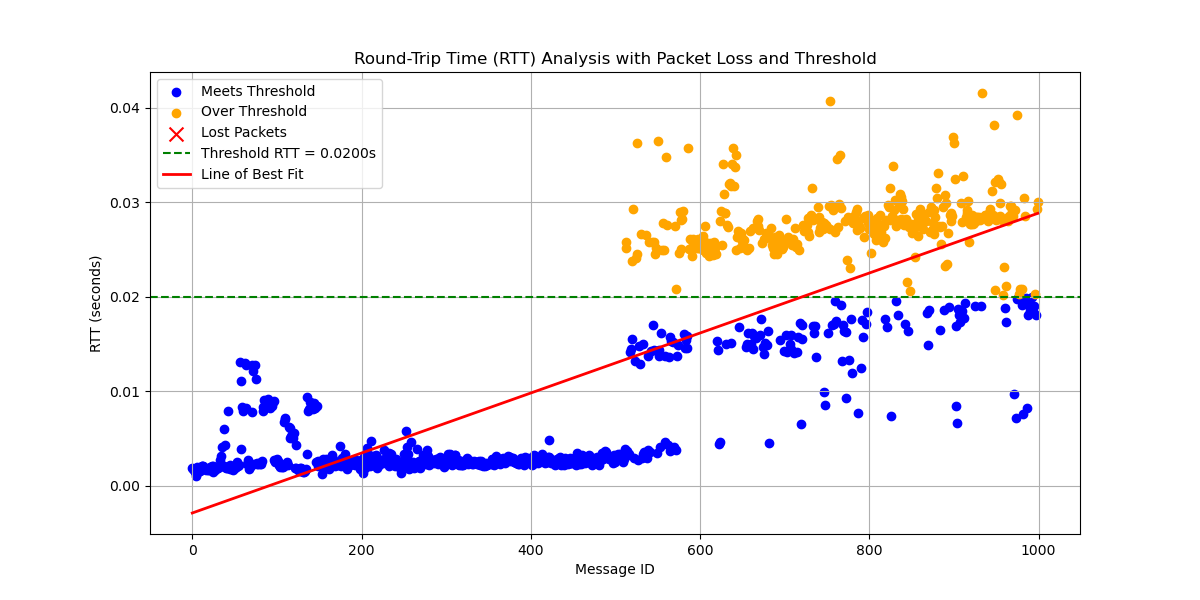 Round-Trip Time (RTT) Analysis with Packet Loss and Threshold
Meets Threshold
Over Threshold
Lost Packets
Threshold RTT = 0.0200s
Line of Best Fit
RTT (seconds)
0.04
0.03
0.02
0.01
0.00
0 200 400 600 800 1000
Message ID